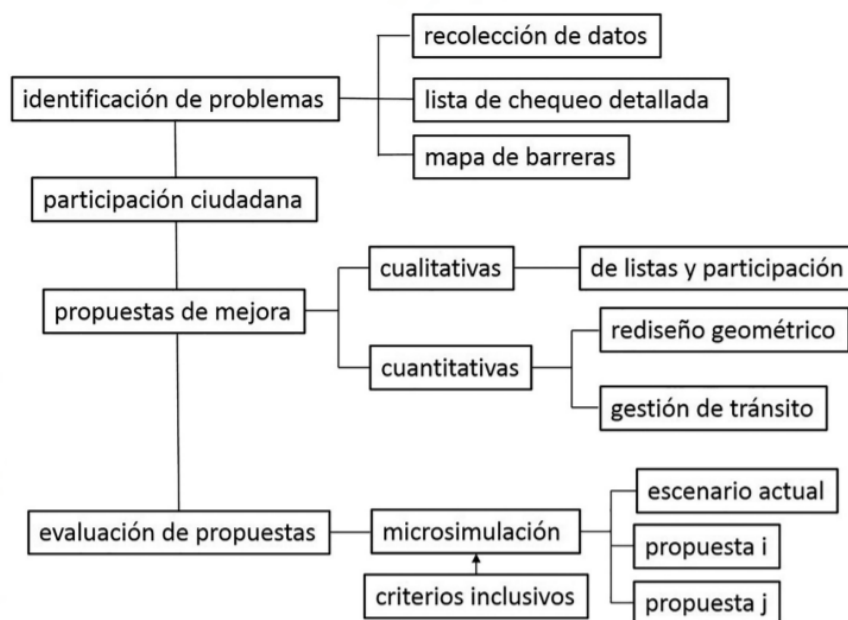 recolección de datos
identificación de problemas
lista de chequeo detallada
mapa de barreras
participación ciudadana
cualitativas
de listas y participación
propuestas de mejora
rediseño geométrico
cuantitativas
gestión de tránsito
escenario actual
evaluación de propuestas
microsimulación
propuesta i
criterios inclusivos
propuesta j